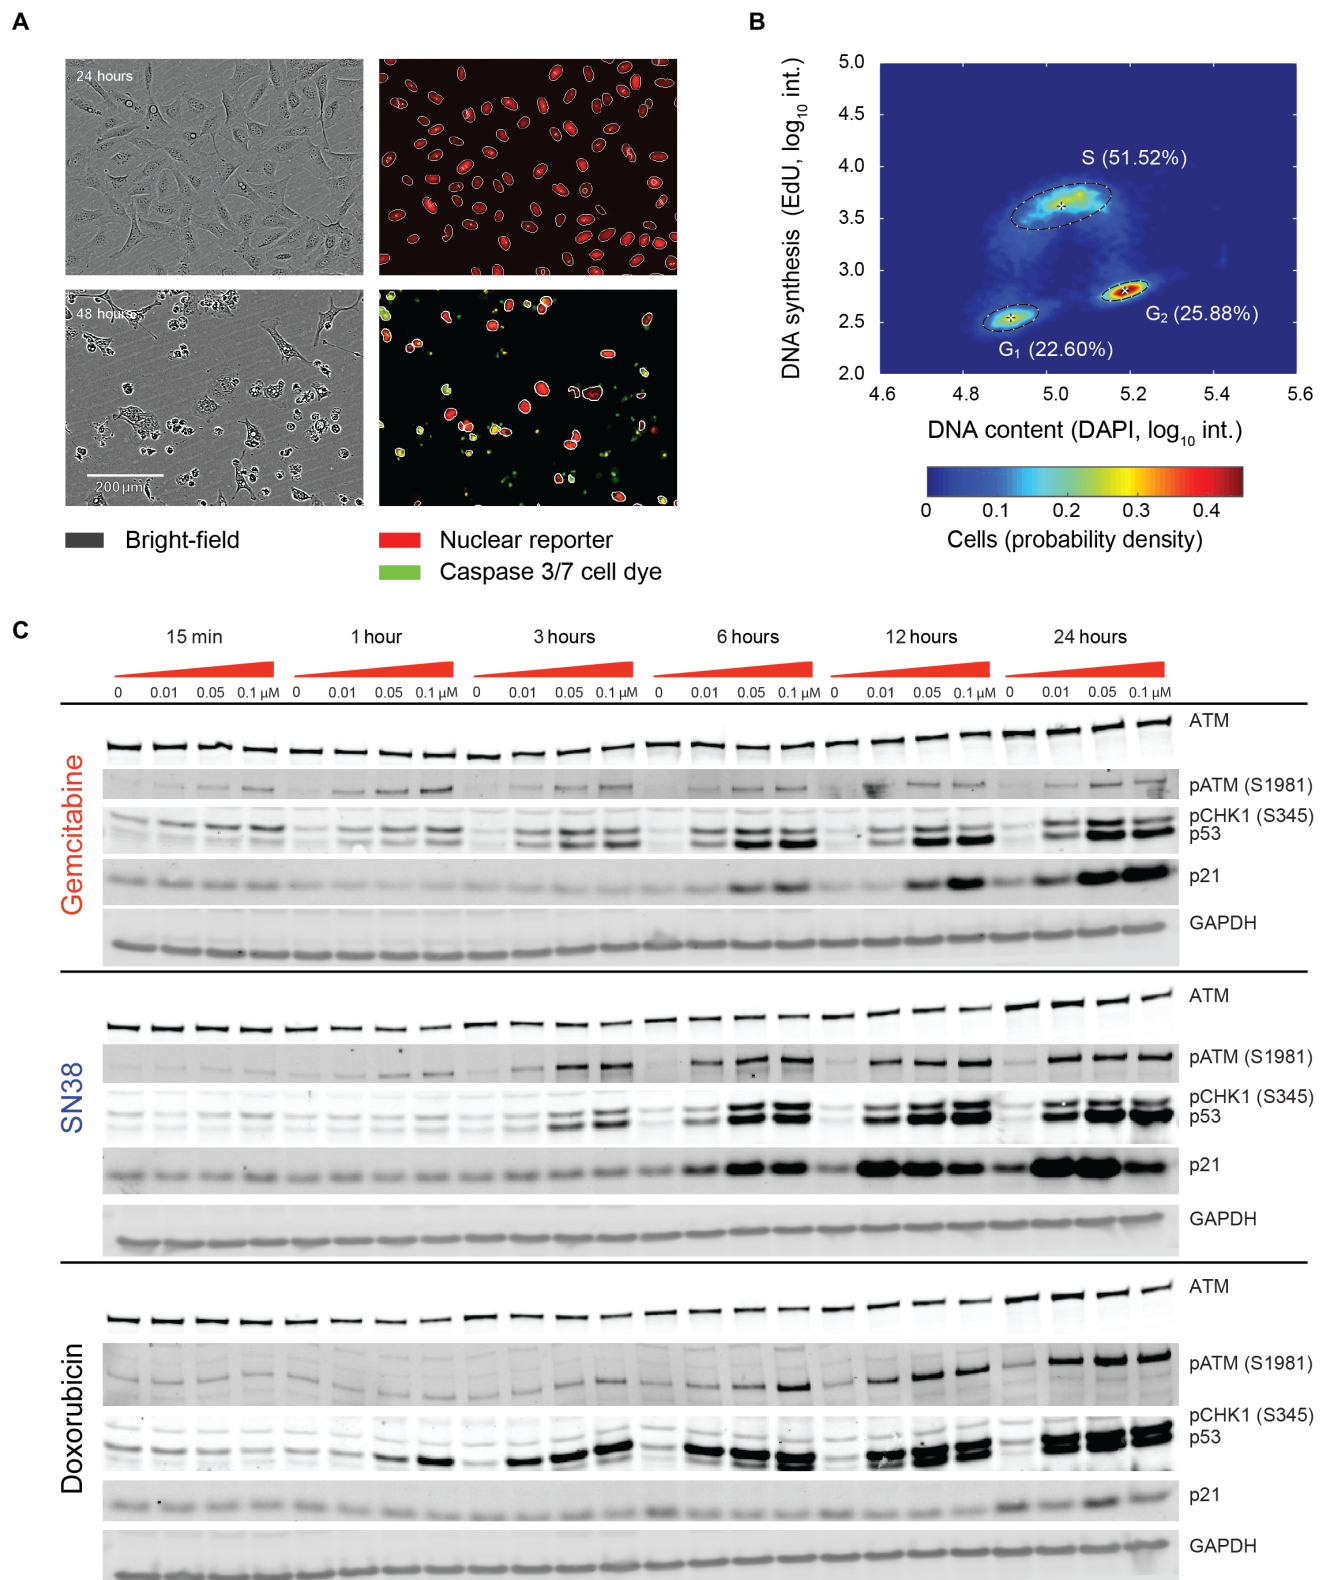 A
24 hours
48 hours
200 µm
Bright-field
Nuclear reporter
Caspase 3/7 cell dye
B
DNA synthesis (EdU, log10 int.)
5.0
4.5
4.0
3.5
3.0
2.5
2.0
S (51.52%)
G2 (25.88%)
G1 (22.60%)
4.6 4.8 5.0 5.2 5.4 5.6
DNA content (DAPI, log10 int.)
0 0.1 0.2 0.3 0.4
Cells (probability density)
C
15 min 1 hour 3 hours 6 hours 12 hours 24 hours
0 0.01 0.05 0.1 µM 0 0.01 0.05 0.1 µM 0 0.01 0.05 0.1 µM 0 0.01 0.05 0.1 µM 0 0.01 0.05 0.1 µM 0 0.01 0.05 0.1 µM
Gemcitabine
ATM
pATM (S1981)
pCHK1 (S345)
p53
p21
GAPDH
SN38
ATM
pATM (S1981)
pCHK1 (S345)
p53
p21
GAPDH
Doxorubicin
ATM
pATM (S1981)
pCHK1 (S345)
p53
p21
GAPDH